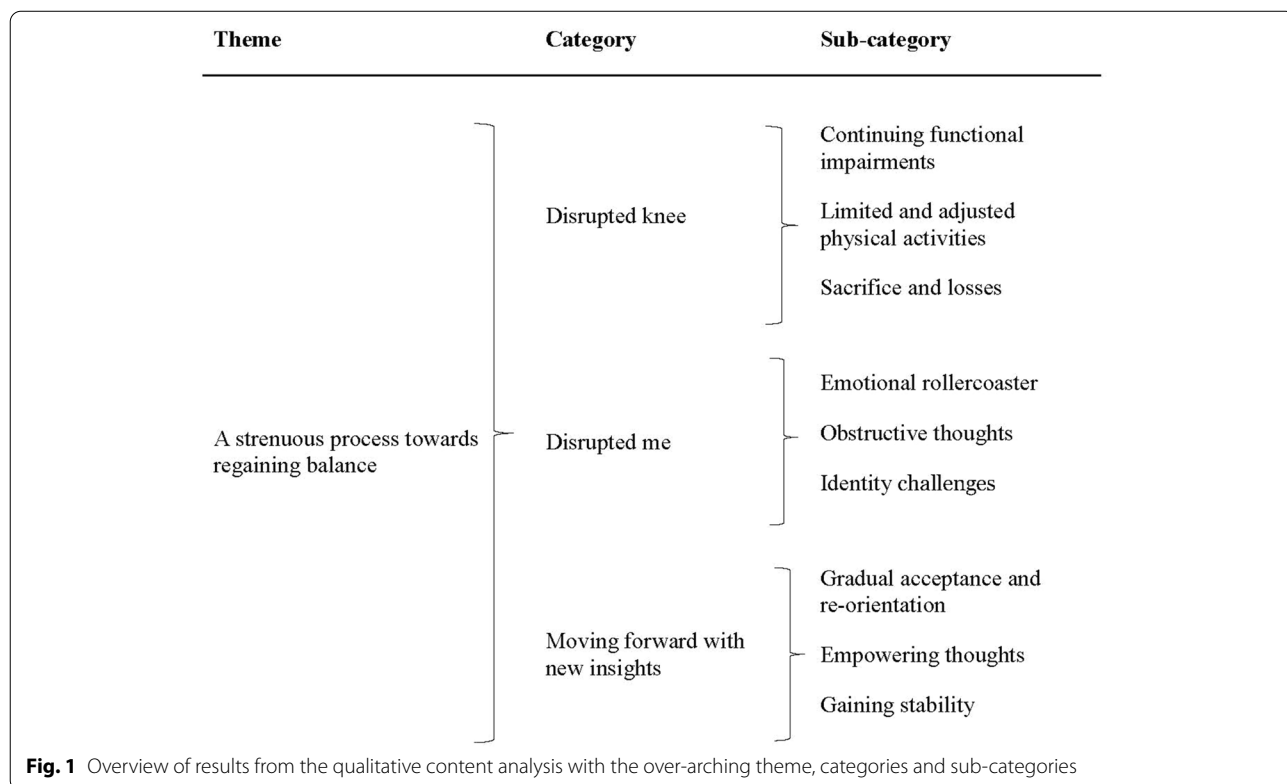 Theme Category Sub-category
Continuing functional
impairments
Disrupted knee
Limited and adjusted
physical activities
Sacrifice and losses
Emotional rollercoaster
A strenuous process towards
regaining balance
Disrupted me
Obstructive thoughts
Identity challenges
Gradual acceptance and
re-orientation
Moving forward with
new insights
Empowering thoughts
Gaining stability
Fig. 1 Overview of results from the qualitative content analysis with the over-arching theme, categories and sub-categories